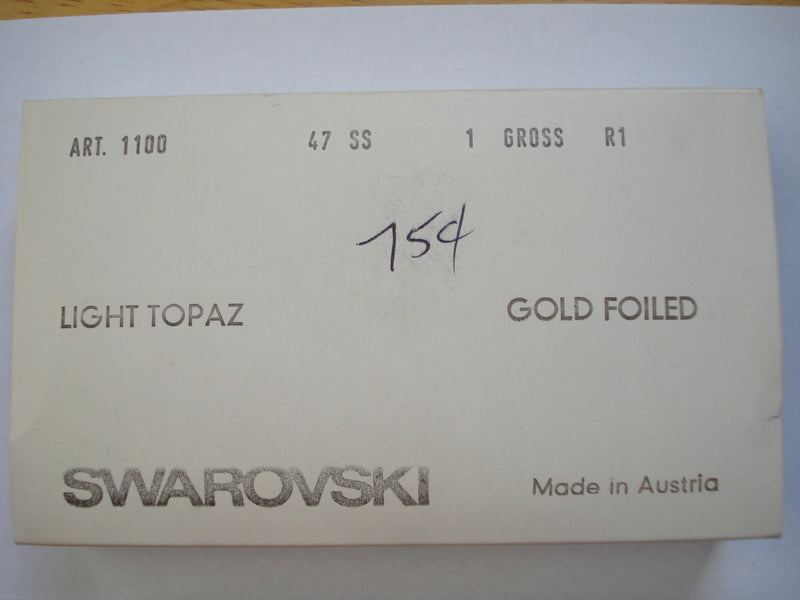 ART. 1100 47 SS 1 GROSS R1
154
LIGHT TOPAZ GOLD FOILED
SWAROVSKI Made in Austria